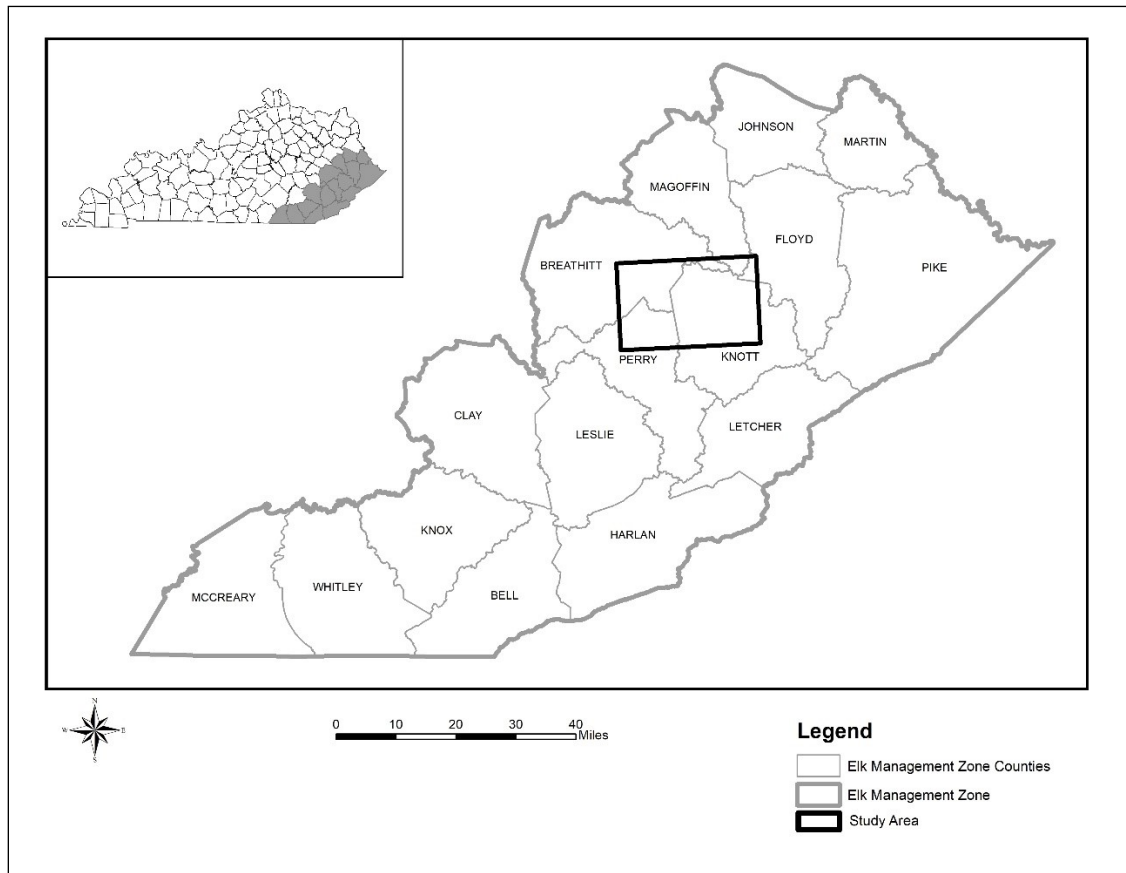 JOHNSON
MARTIN
MAGOFFIN
FLOYD
BREATHITT
PIKE
PERRY
KNOTT
CLAY
LESLIE
LETCHER
KNOX
HARLAN
WHITLEY
BELL
MCCREARY
N
W E
S
0 10 20 30 40
Miles
Legend
Elk Management Zone Counties
Elk Management Zone
Study Area